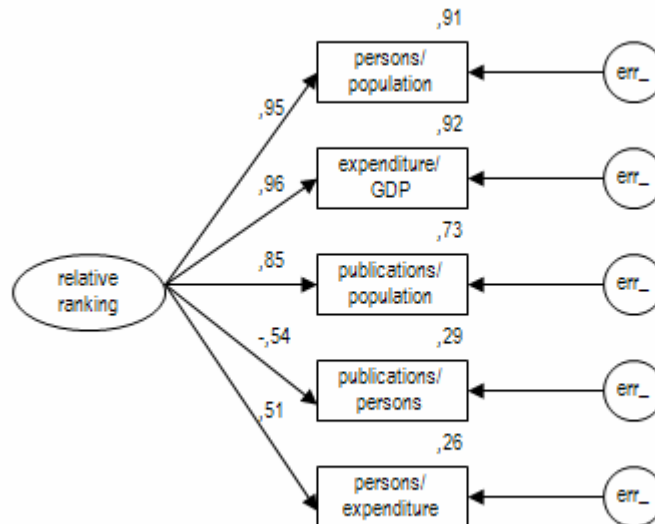 ,91
persons/
population
err_
,95
,92
expenditure/
GDP
err_
,96
,73
,85
publications/
population
err_
relative
ranking
-,54
,29
publications/
persons
err_
,51
,26
persons/
expenditure
err_